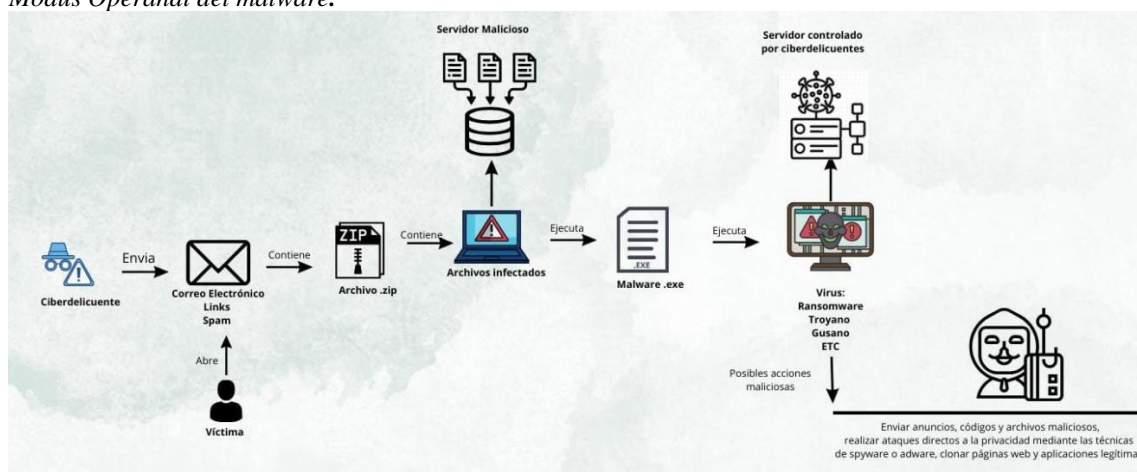 Modus Operandi del malware.
Servidor Malicioso
Servidor controlado
por ciberdelicuentes
Ciberdelicuente
Envia
Correo Electrónico
Links
Spam
Abre
Víctima
Contiene
ZIP
Archivo .zip
Contiene
Archivos infectados
Ejecuta
.EXE
Malware .exe
Ejecuta
Virus:
Ransomware
Troyano
Gusano
ETC
Posibles acciones
maliciosas
Enviar anuncios, códigos y archivos maliciosos,
realizar ataques directos a la privacidad mediante las técnicas
de spyware o adware, clonar páginas web y aplicaciones legítima